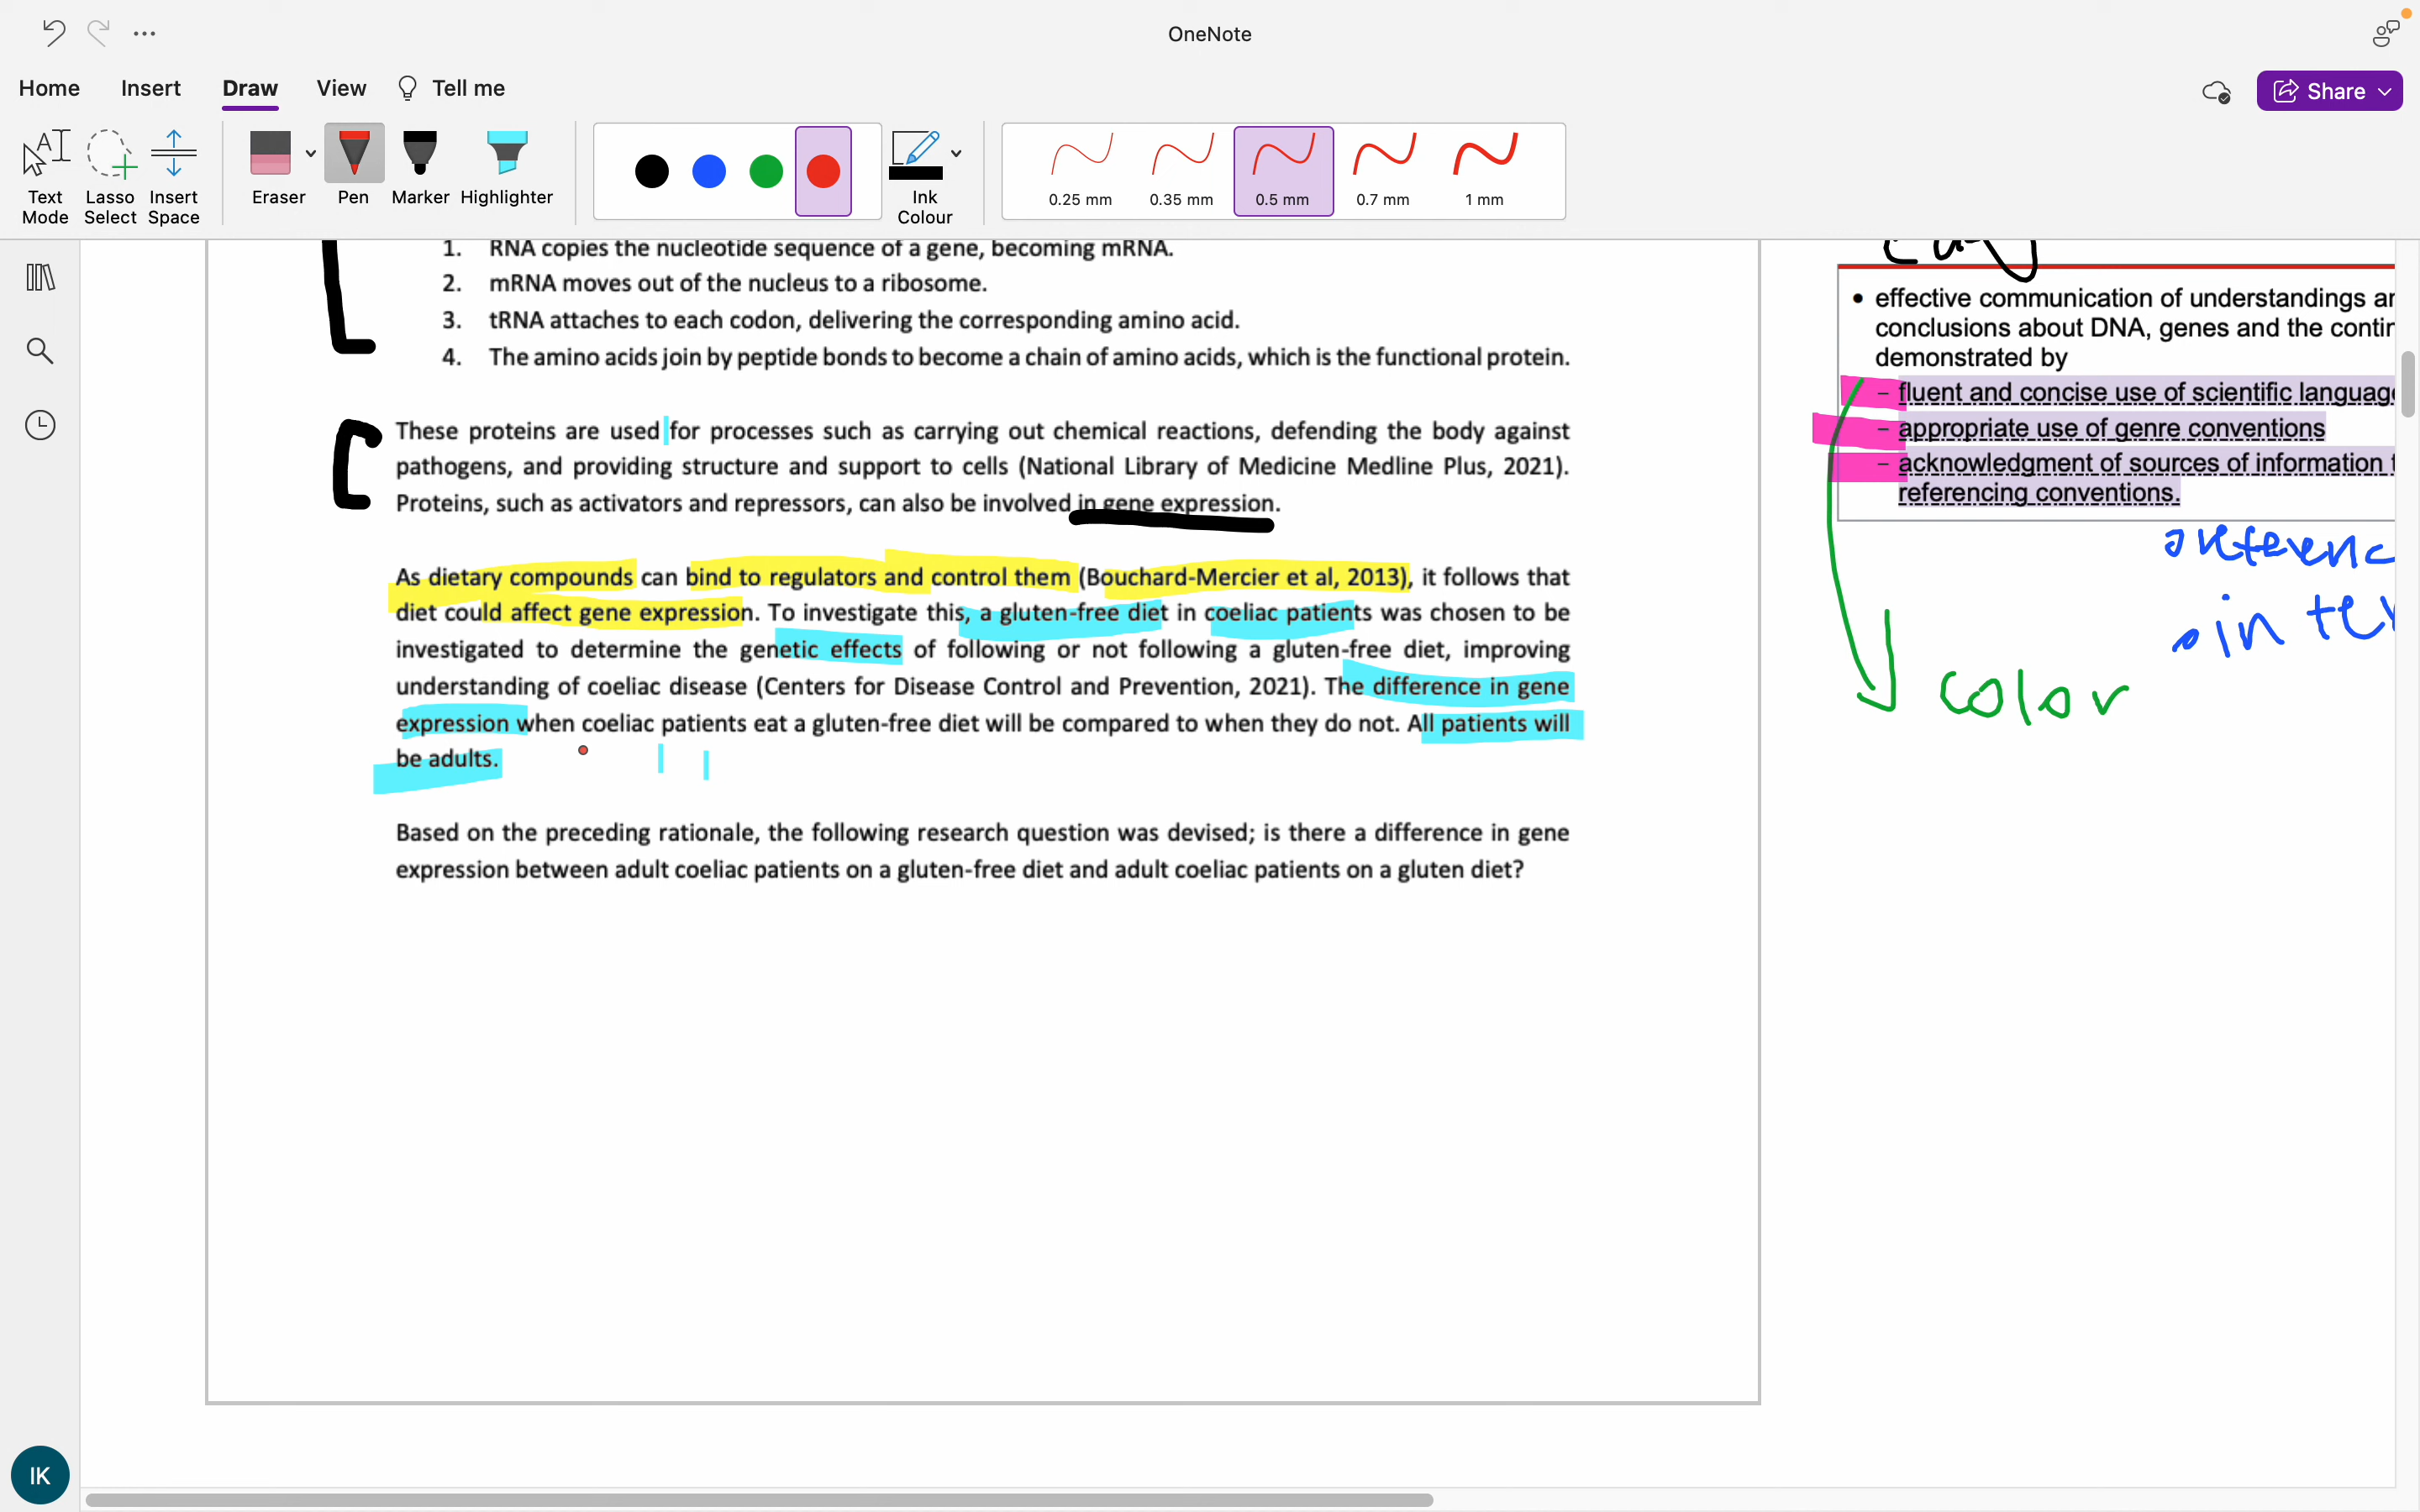 OneNote
Home Insert Draw View Tell me
Share
Text Mode
Lasso Select
Insert Space
Eraser
Pen
Marker
Highlighter
Ink Colour
0.25 mm
0.35 mm
0.5 mm
0.7 mm
1 mm
1. RNA copies the nucleotide sequence of a gene, becoming mRNA.
2. mRNA moves out of the nucleus to a ribosome.
3. tRNA attaches to each codon, delivering the corresponding amino acid.
4. The amino acids join by peptide bonds to become a chain of amino acids, which is the functional protein.
These proteins are used for processes such as carrying out chemical reactions, defending the body against
pathogens, and providing structure and support to cells (National Library of Medicine Medline Plus, 2021).
Proteins, such as activators and repressors, can also be involved in gene expression.
As dietary compounds can bind to regulators and control them (Bouchard-Mercier et al, 2013), it follows that
diet could affect gene expression. To investigate this, a gluten-free diet in coeliac patients was chosen to be
investigated to determine the genetic effects of following or not following a gluten-free diet, improving
understanding of coeliac disease (Centers for Disease Control and Prevention, 2021). The difference in gene
expression when coeliac patients eat a gluten-free diet will be compared to when they do not. All patients will
be adults.
Based on the preceding rationale, the following research question was devised; is there a difference in gene
expression between adult coeliac patients on a gluten-free diet and adult coeliac patients on a gluten diet?
• effective communication of understandings
conclusions about DNA, genes and the
demonstrated by
– fluent and concise use of scientific
– appropriate use of genre conventions
– acknowledgment of sources of information
referencing conventions.
in
color
IK